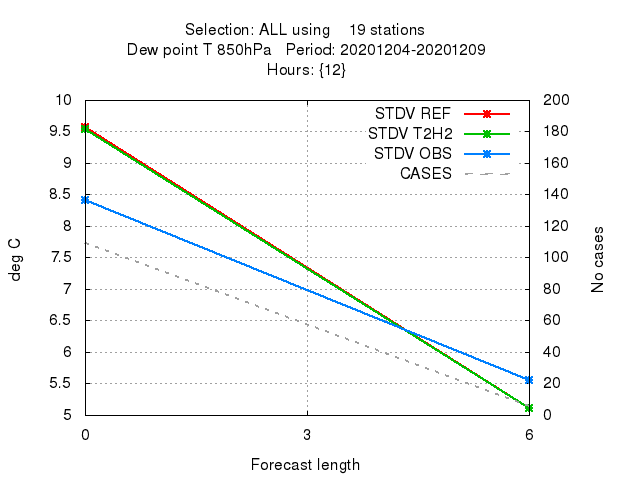 Selection: ALL using 19 stations
Dew point T 850hPa Period: 20201204-20201209
Hours: {12}
10 200
STDV REF
9.5 180
STDV T2H2
9 160
STDV OBS
CASES
8.5 140
8 120
7.5 100
7 80
6.5 60
6 40
5.5 20
5 0
deg C
No cases
0 3 6
Forecast length